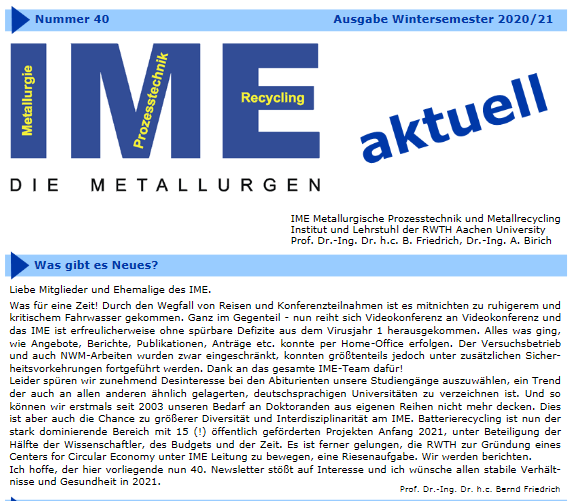 Nummer 40 Ausgabe Wintersemester 2020/21
IME
Metallurgie
Prozesstechnik
Recycling
aktuell
DIE METALLURGEN
IME Metallurgische Prozesstechnik und Metallrecycling
Institut und Lehrstuhl der RWTH Aachen University
Prof. Dr.-Ing. Dr. h.c. B. Friedrich, Dr.-Ing. A. Birich
Was gibt es Neues?
Liebe Mitglieder und Ehemalige des IME.
Was für eine Zeit! Durch den Wegfall von Reisen und Konferenzteilnahmen ist es mitnichten zu ruhigerem und
kritischem Fahrwasser gekommen. Ganz im Gegenteil - nun reiht sich Videokonferenz an Videokonferenz und
das IME ist erfreulicherweise ohne spürbare Defizite aus dem Virusjahr 1 herausgekommen. Alles was ging,
wie Angebote, Berichte, Publikationen, Anträge etc. konnte per Home-Office erfolgen. Der Versuchsbetrieb
und auch NWM-Arbeiten wurden zwar eingeschränkt, konnten größtenteils jedoch unter zusätzlichen Sicher-
heitsvorkehrungen fortgeführt werden. Dank an das gesamte IME-Team dafür!
Leider spüren wir zunehmend Desinteresse bei den Abiturienten unsere Studiengänge auszuwählen, ein Trend
der auch an allen anderen ähnlich gelagerten, deutschsprachigen Universitäten zu verzeichnen ist. Und so
können wir erstmals seit 2003 unseren Bedarf an Doktoranden aus eigenen Reihen nicht mehr decken. Dies
ist aber auch die Chance zu größerer Diversität und Interdisziplinarität am IME. Batterierecycling ist nun der
stark dominierende Bereich mit 15 (!) öffentlich geförderten Projekten Anfang 2021, unter Beteiligung der
Hälfte der Wissenschaftler, des Budgets und der Zeit. Es ist ferner gelungen, die RWTH zur Gründung eines
Centers for Circular Economy unter IME Leitung zu bewegen, eine Riesenaufgabe. Wir werden berichten.
Ich hoffe, der hier vorliegende nun 40. Newsletter stößt auf Interesse und ich wünsche allen stabile Verhält-
nisse und Gesundheit in 2021.
Prof. Dr.-Ing. Dr. h.c. Bernd Friedrich